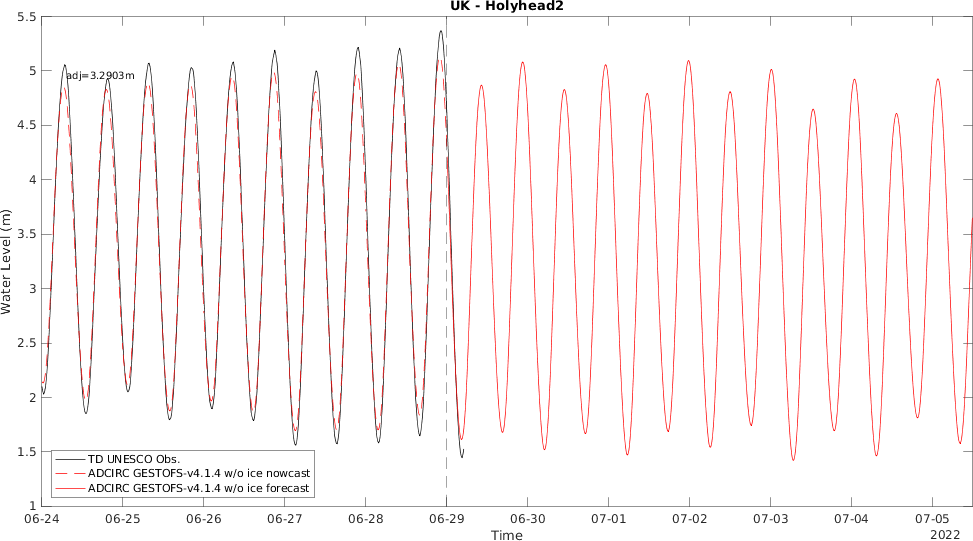 UK - Holyhead2
5.5
5
4.5
4
3.5
3
2.5
2
1.5
1
Water Level (m)
adj=3.2903m
TD UNESCO Obs.
ADCIRC GESTOFS-v4.1.4 w/o ice nowcast
ADCIRC GESTOFS-v4.1.4 w/o ice forecast
06-24 06-25 06-26 06-27 06-28 06-29 06-30 07-01 07-02 07-03 07-04 07-05
Time
2022